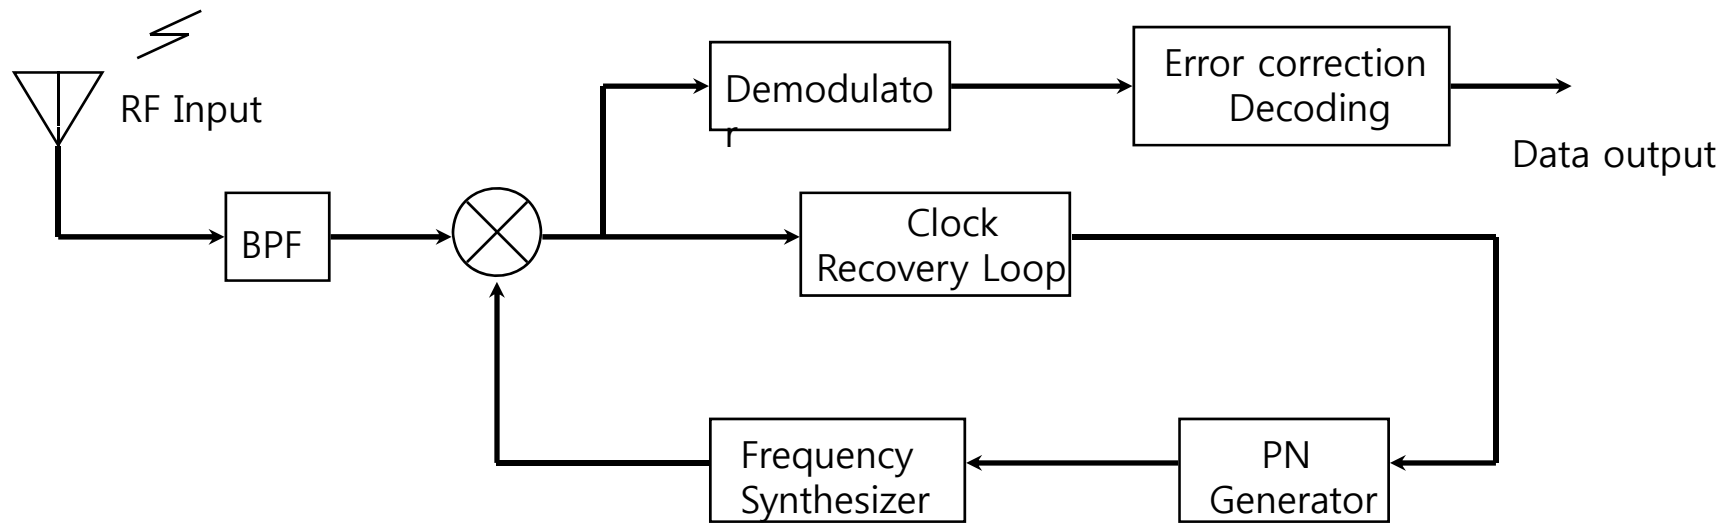 RF Input
Demodulato
r
Error correction
Decoding
Data output
BPF
Clock
Recovery Loop
Frequency
Synthesizer
PN
Generator